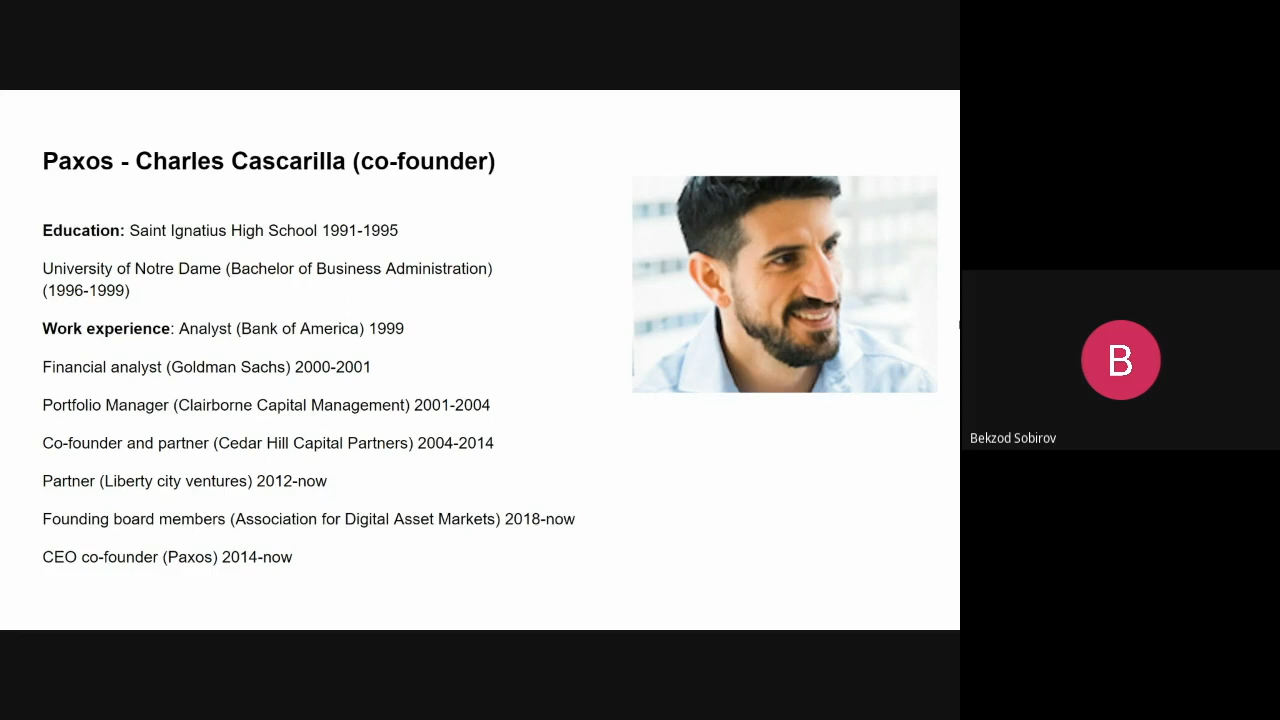 Paxos - Charles Cascarilla (co-founder)
Education: Saint Ignatius High School 1991-1995
University of Notre Dame (Bachelor of Business Administration)
(1996-1999)
Work experience: Analyst (Bank of America) 1999
Financial analyst (Goldman Sachs) 2000-2001
Portfolio Manager (Clairborne Capital Management) 2001-2004
Co-founder and partner (Cedar Hill Capital Partners) 2004-2014
Partner (Liberty city ventures) 2012-now
Founding board members (Association for Digital Asset Markets) 2018-now
CEO co-founder (Paxos) 2014-now
B
Bekzod Sobirov